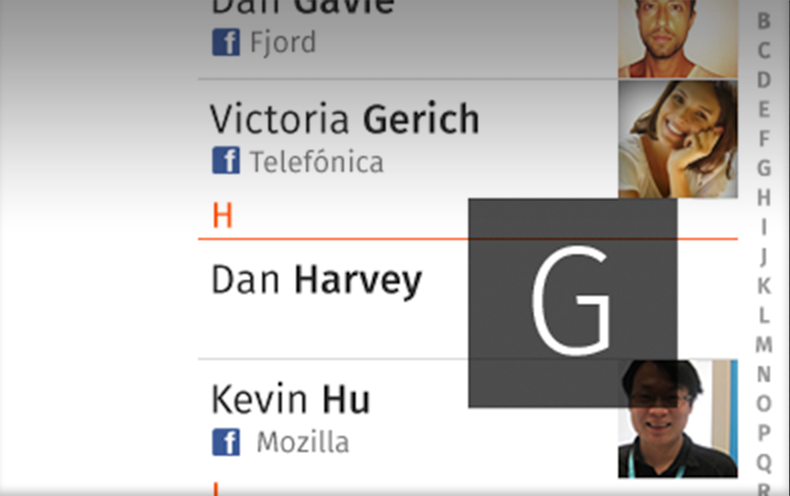 Dan Gavie
f Fjord
Victoria Gerich
f Telefónica
H
Dan Harvey
G
Kevin Hu
f Mozilla
B
C
D
E
F
G
H
I
J
K
L
M
N
O
P
Q
R